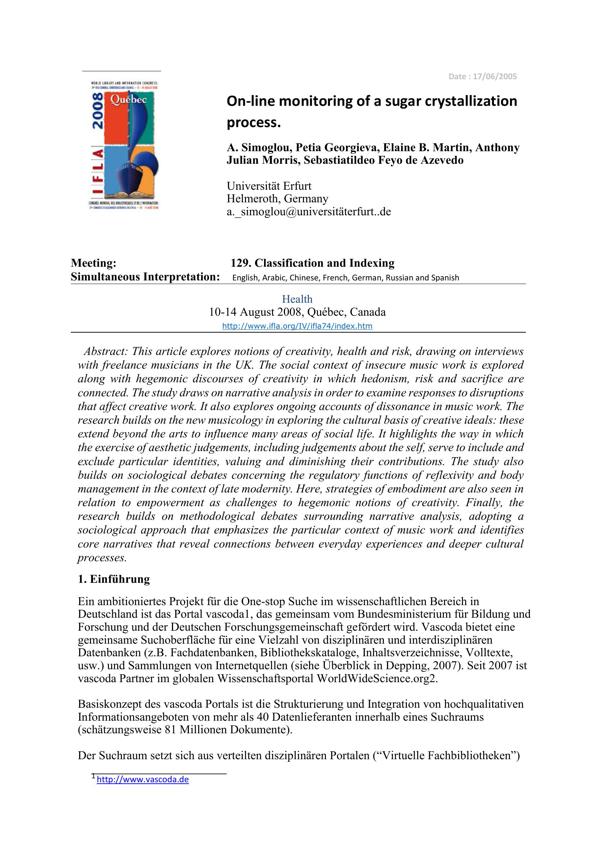 Date : 17/06/2005
WORLD LIBRARY AND INFORMATION CONGRESS:
Québec
IFLA 2008
On-line monitoring of a sugar crystallization
process.
A. Simoglou, Petia Georgieva, Elaine B. Martin, Anthony
Julian Morris, Sebastiatildeo Feyo de Azevedo
Universität Erfurt
Helmeroth, Germany
a._simoglou@universitäterfurt..de
Meeting: 129. Classification and Indexing
Simultaneous Interpretation: English, Arabic, Chinese, French, German, Russian and Spanish
Health
10-14 August 2008, Québec, Canada
http://www.ifla.org/IV/ifla74/index.htm
Abstract: This article explores notions of creativity, health and risk, drawing on interviews
with freelance musicians in the UK. The social context of insecure music work is explored
along with hegemonic discourses of creativity in which hedonism, risk and sacrifice are
connected. The study draws on narrative analysis in order to examine responses to disruptions
that affect creative work. It also explores ongoing accounts of dissonance in music work. The
research builds on the new musicology in exploring the cultural basis of creative ideals: these
extend beyond the arts to influence many areas of social life. It highlights the way in which
the exercise of aesthetic judgements, including judgements about the self, serve to include and
exclude particular identities, valuing and diminishing their contributions. The study also
builds on sociological debates concerning the regulatory functions of reflexivity and body
management in the context of late modernity. Here, strategies of embodiment are also seen in
relation to empowerment as challenges to hegemonic notions of creativity. Finally, the
research builds on methodological debates surrounding narrative analysis, adopting a
sociological approach that emphasizes the particular context of music work and identifies
core narratives that reveal connections between everyday experiences and deeper cultural
processes.
1. Einführung
Ein ambitioniertes Projekt für die One-stop Suche im wissenschaftlichen Bereich in
Deutschland ist das Portal vascoda1, das gemeinsam vom Bundesministerium für Bildung und
Forschung und der Deutschen Forschungsgemeinschaft gefördert wird. Vascoda bietet eine
gemeinsame Suchoberfläche für eine Vielzahl von disziplinären und interdisziplinären
Datenbanken (z.B. Fachdatenbanken, Bibliothekskataloge, Inhaltsverzeichnisse, Volltexte,
usw.) und Sammlungen von Internetquellen (siehe Überblick in Depping, 2007). Seit 2007 ist
vascoda Partner im globalen Wissenschaftsportal WorldWideScience.org2.
Basiskonzept des vascoda Portals ist die Strukturierung und Integration von hochqualitativen
Informationsangeboten von mehr als 40 Datenlieferanten innerhalb eines Suchraums
(schätzungsweise 81 Millionen Dokumente).
Der Suchraum setzt sich aus verteilten disziplinären Portalen (“Virtuelle Fachbibliotheken”)
1 http://www.vascoda.de